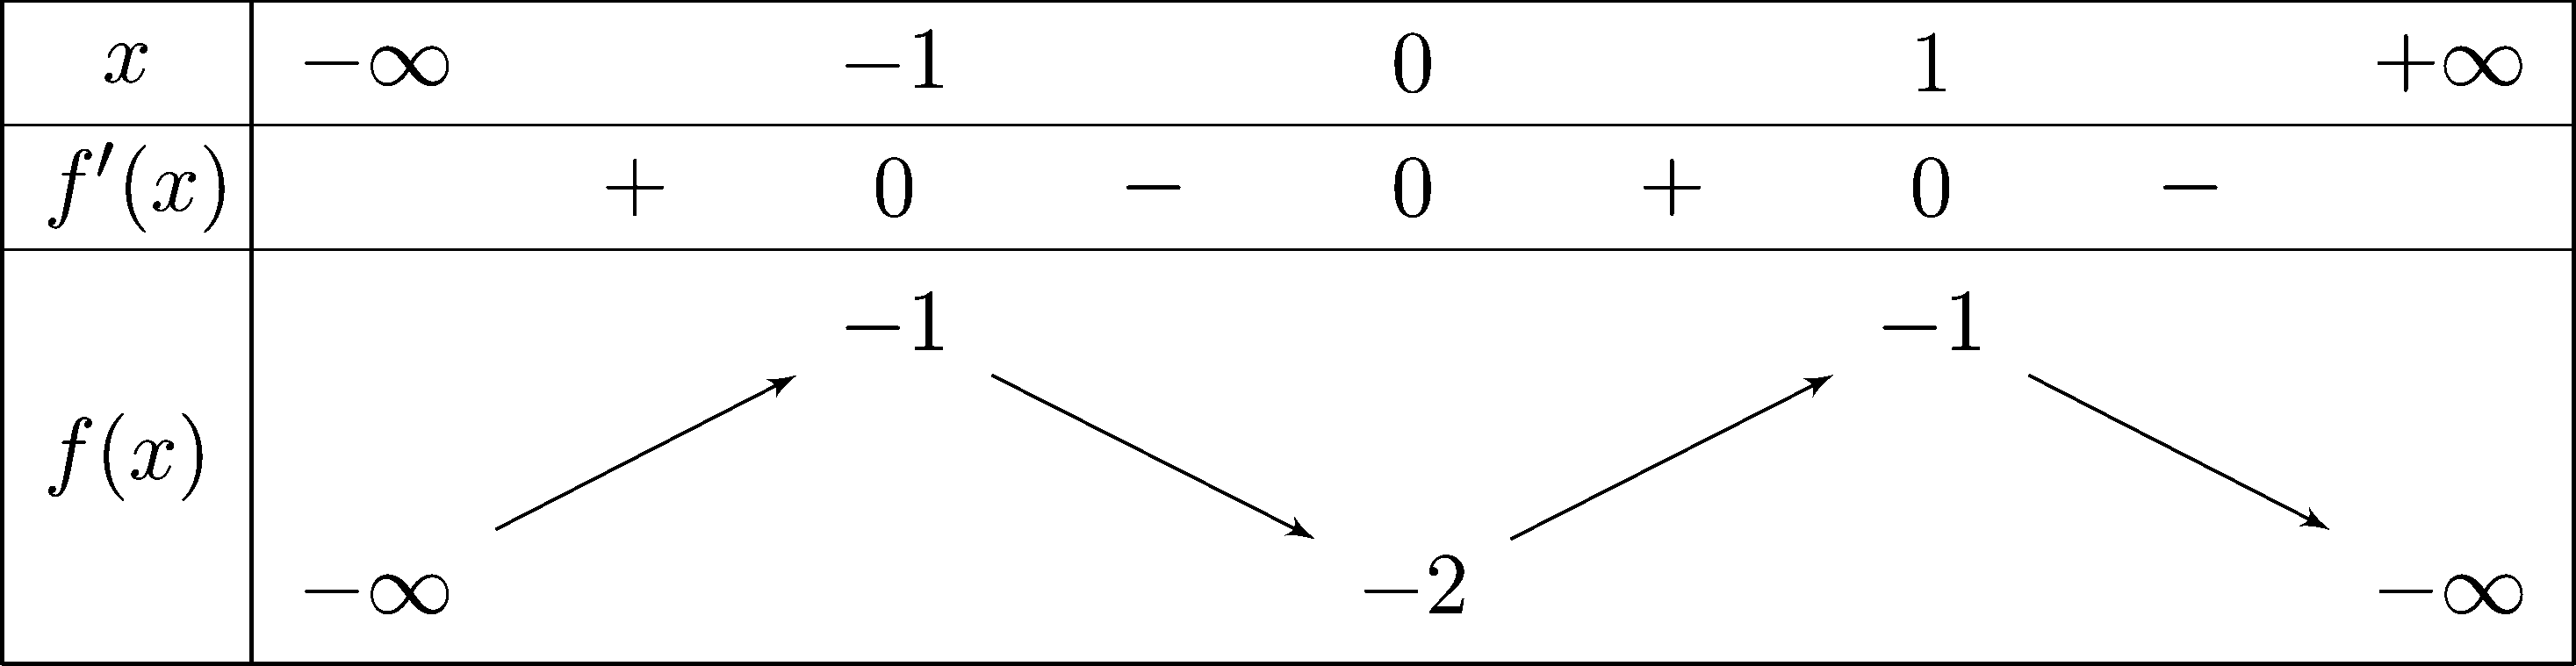 x −∞ −1 0 1 +∞
f′(x) + 0 − 0 + 0 −
−1 −1
f(x)
−∞ −2 −∞